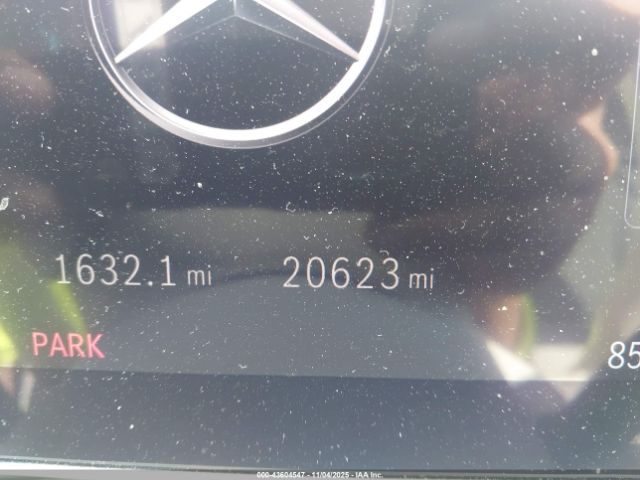 1632.1 mi 20623 mi
PARK 85
000-43604547 - 11/04/2025 - IAA Inc.